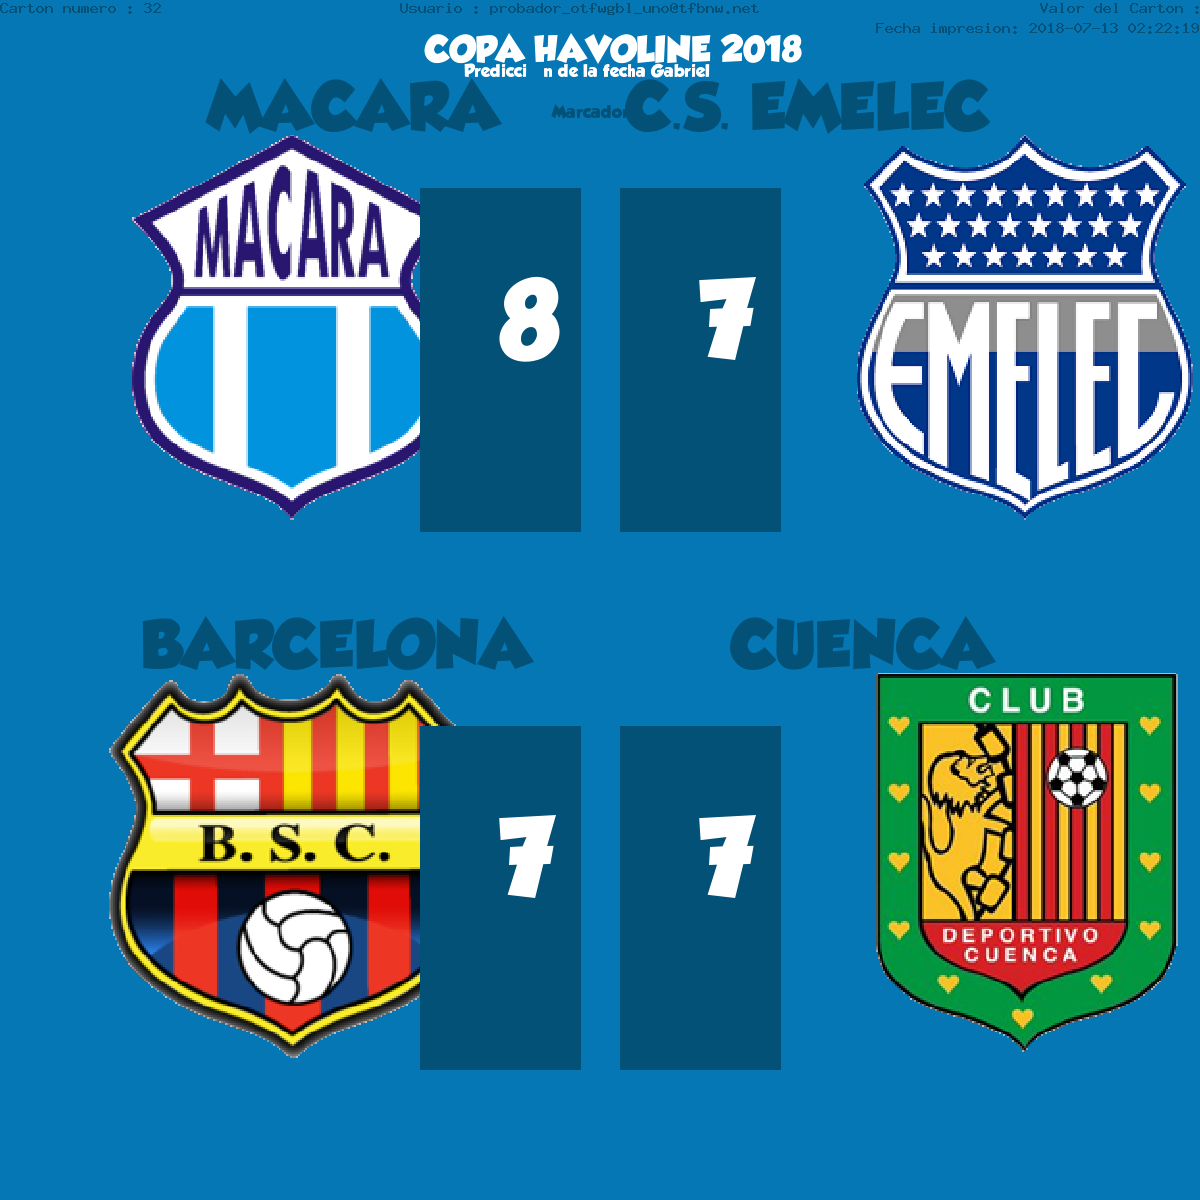 Carton numero : 32 Usuario : probador_otfwgbl_uno@tfbnw.net Valor del Carton :
Fecha impresion: 2018-07-13 02:22:19
COPA HAVOLINE 2018
Predicci n de la fecha Gabriel
MACARA Marcador C.S. EMELEC
MACARA
EMELEC
8 7
BARCELONA CUENCA
CLUB
B. S. C.
7 7
DEPORTIVO
CUENCA